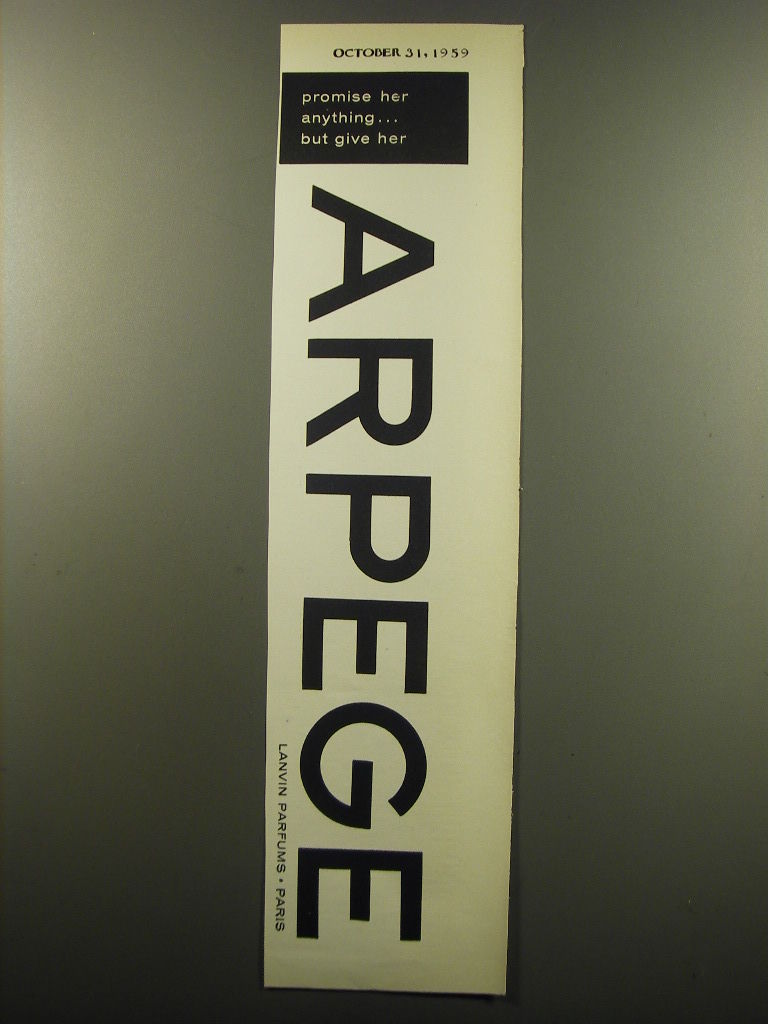 OCTOBER 31, 1959
promise her
anything...
but give her
ARPEGE
LANVIN PARFUMS • PARIS